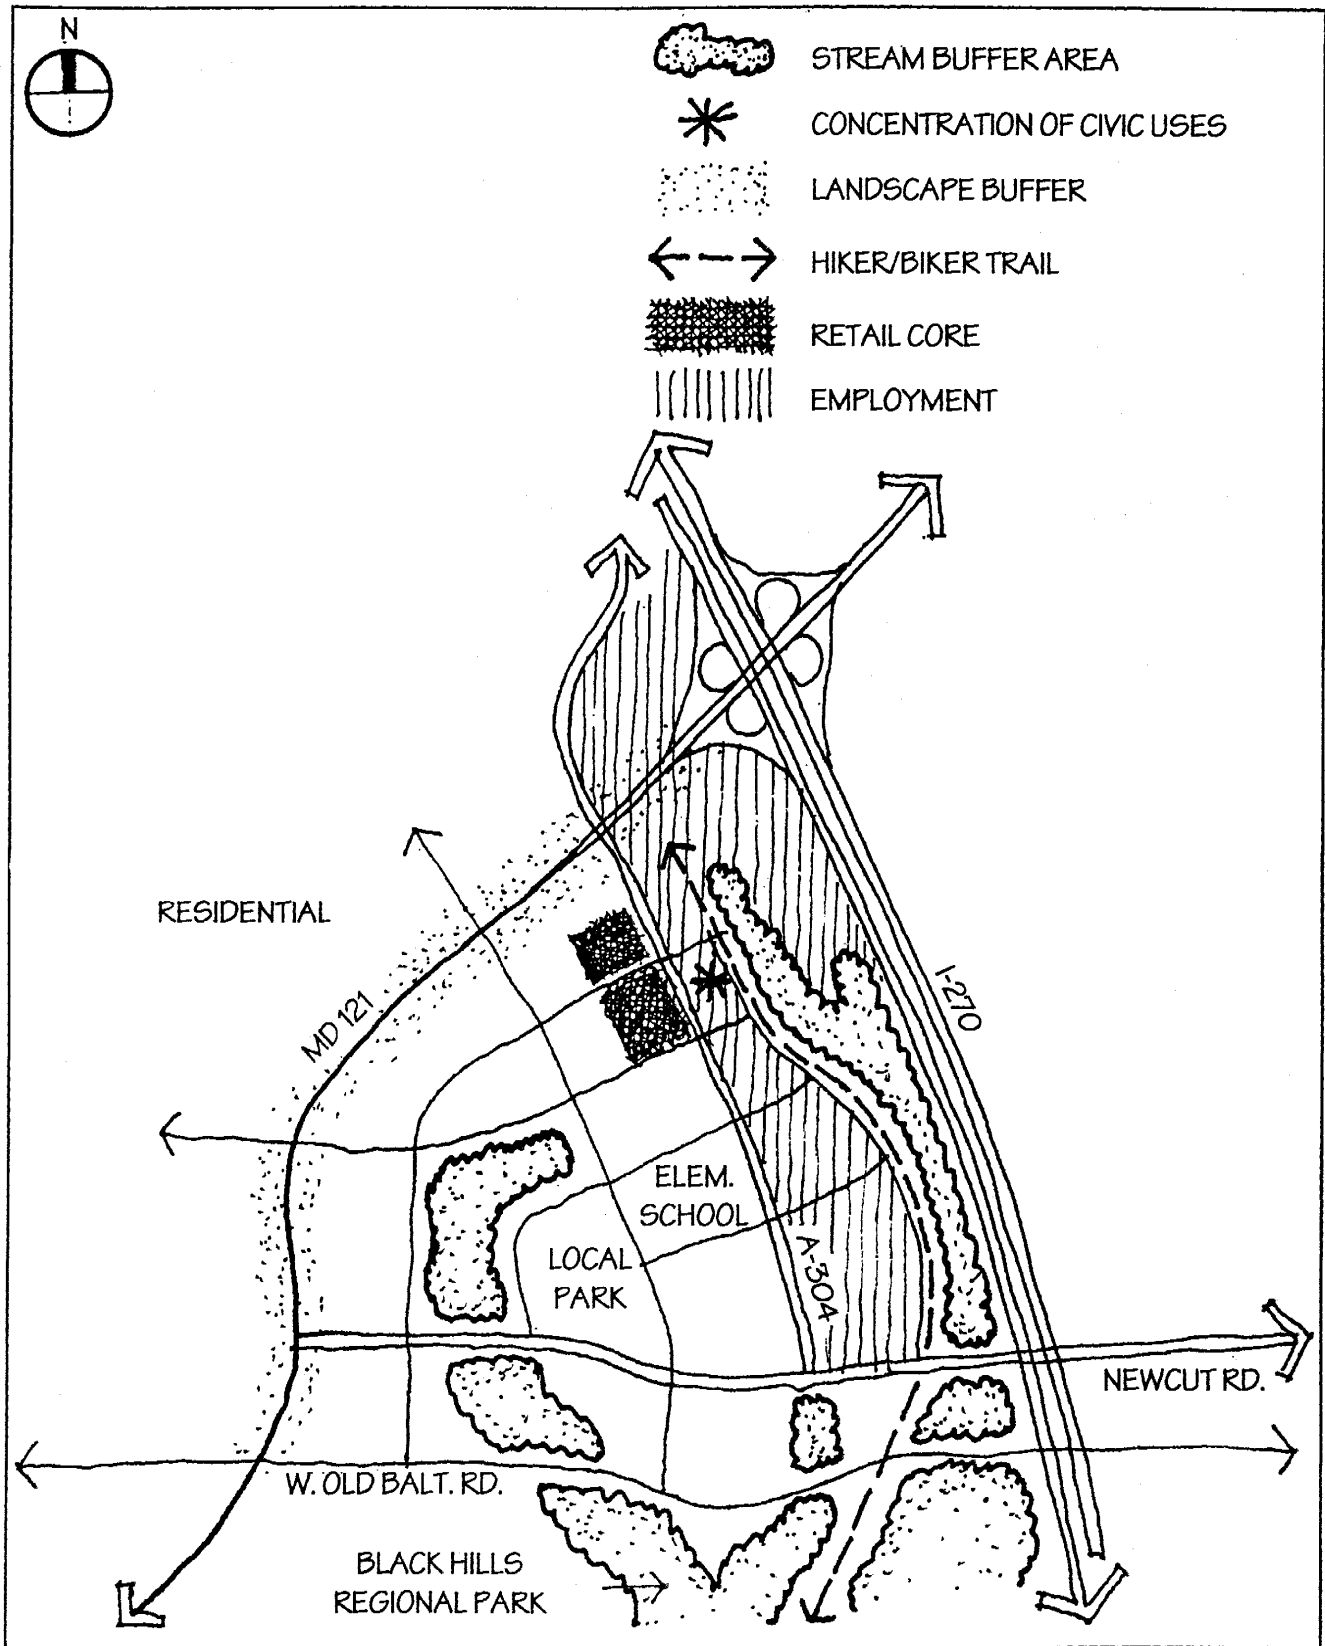 N
STREAM BUFFER AREA
CONCENTRATION OF CIVIC USES
LANDSCAPE BUFFER
HIKER/BIKER TRAIL
RETAIL CORE
EMPLOYMENT
RESIDENTIAL
MD 121
I-270
ELEM.
SCHOOL
LOCAL
PARK
A-304
NEWCUT RD.
W. OLD BALT. RD.
BLACK HILLS
REGIONAL PARK